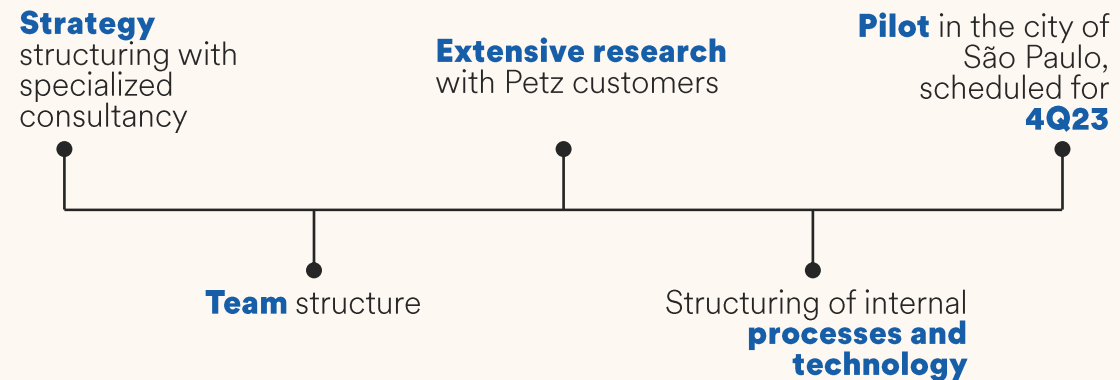 Strategy
structuring with
specialized
consultancy
Extensive research
with Petz customers
Pilot in the city of
São Paulo,
scheduled for
4Q23
Team structure
Structuring of internal
processes and
technology